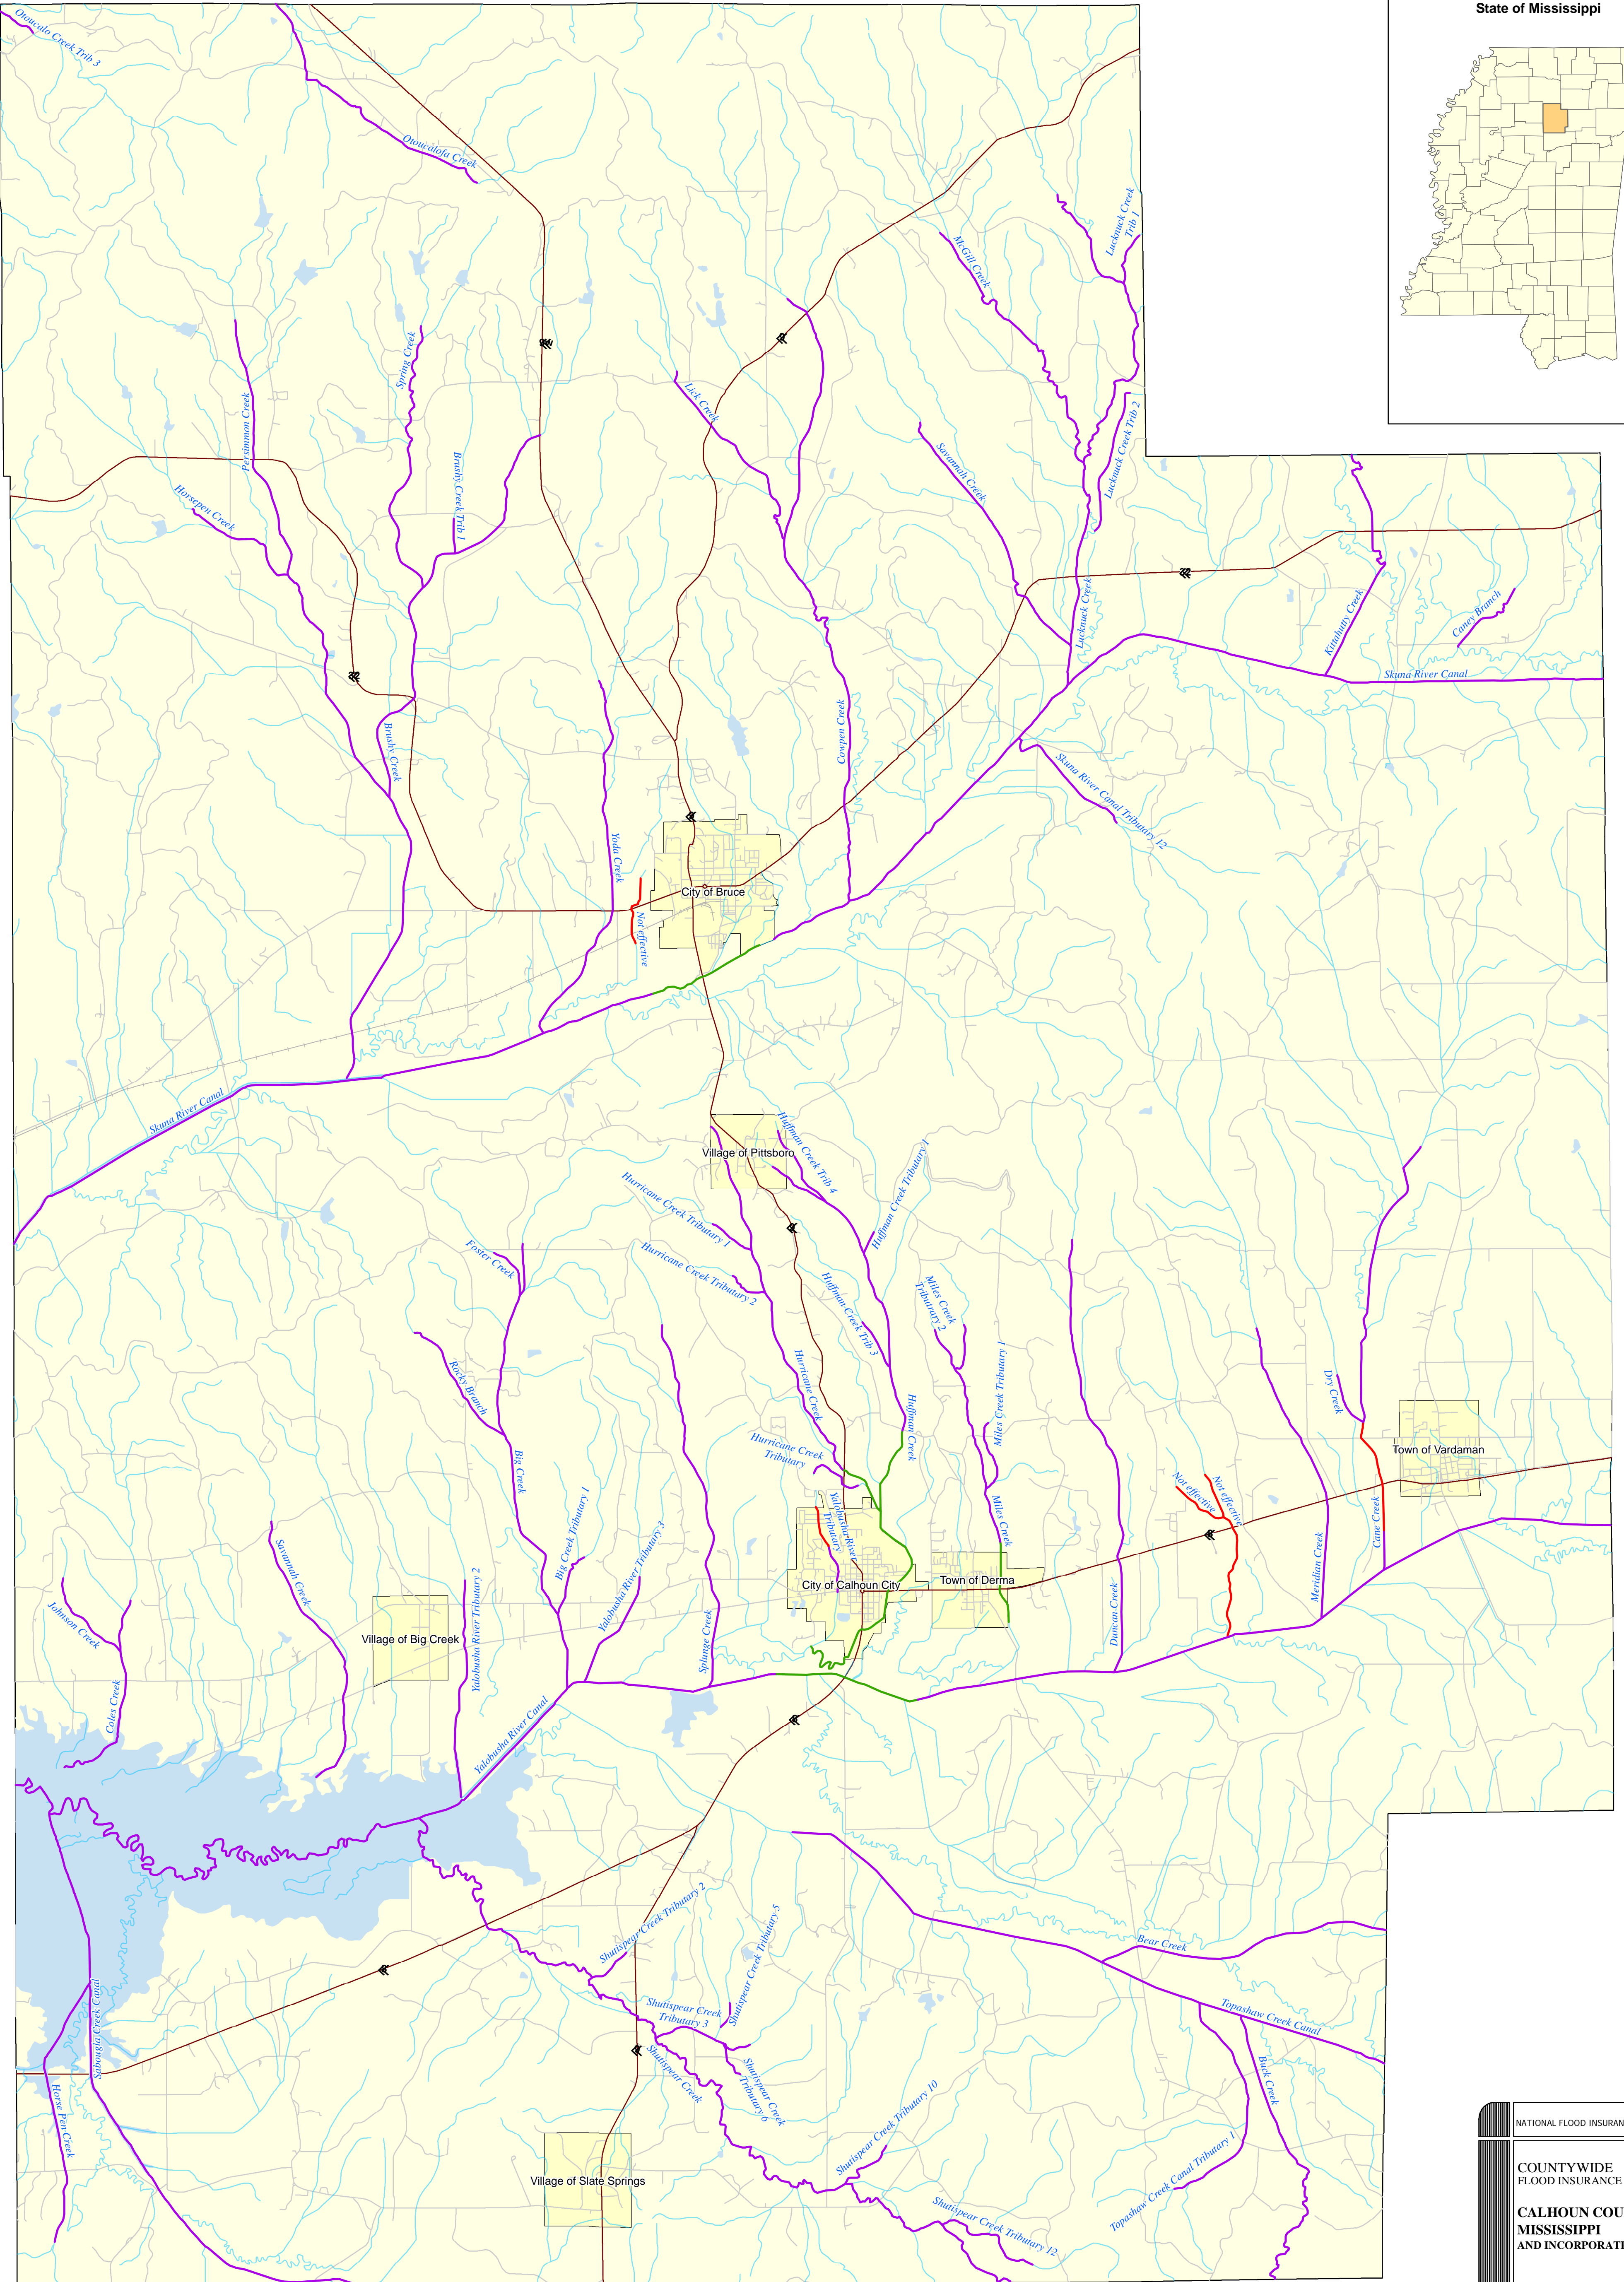 State of Mississippi
Otoucalo Creek Trib 3
Otoucalofa Creek
Lucknuck Creek
Trib 1
McGill Creek
Spring Creek
Persimmon Creek
Lick Creek
Lucknuck Creek Trib 2
Savannah Creek
Brushy Creek Trib 1
Horsepen Creek
Lucknuck Creek
Kittahutty Creek
Caney Branch
Skuna River Canal
Cowpen Creek
Brushy Creek
Skuna River Canal Tributary 12
Yoda Creek
City of Bruce
Not effective
Skuna River Canal
Village of Pittsboro
Huffman Creek Trib 4
Huffman Creek Tributary 1
Hurricane Creek Tributary 1
Foster Creek
Hurricane Creek Tributary 2
Huffman Creek Trib 3
Miles Creek
Tributrary 2
Miles Creek Tributary 1
Rocky Branch
Hurricane Creek
Dry Creek
Huffman Creek
Town of Vardaman
Big Creek
Hurricane Creek
Tributary
Not effective
Not effective
Big Creek Tributary 1
Yalobusha River
Tributary
Miles Creek
Cane Creek
Meridian Creek
Yalobusha River Tributary 3
Savannah Creek
Yalobusha River Tributary 2
City of Calhoun City
Town of Derma
Duncan Creek
Johnson Creek
Village of Big Creek
Splunge Creek
Coles Creek
Yalobusha River Canal
Shutispear Creek Tributary 2
Shutispear Creek Tributary 5
Bear Creek
Sabougla Creek Canal
Shutispear Creek
Tributary 3
Topashaw Creek Canal
Shutispear Creek
Shutispear Creek
Tributary 6
Buck Creek
Horse Pen Creek
Shutispear Creek Tributary 10
Topashaw Creek Canal Tributary 1
Village of Slate Springs
Shutispear Creek Tributary 12
NATIONAL FLOOD INSURAN
COUNTYWIDE
FLOOD INSURANCE
CALHOUN COU
MISSISSIPPI
AND INCORPORAT